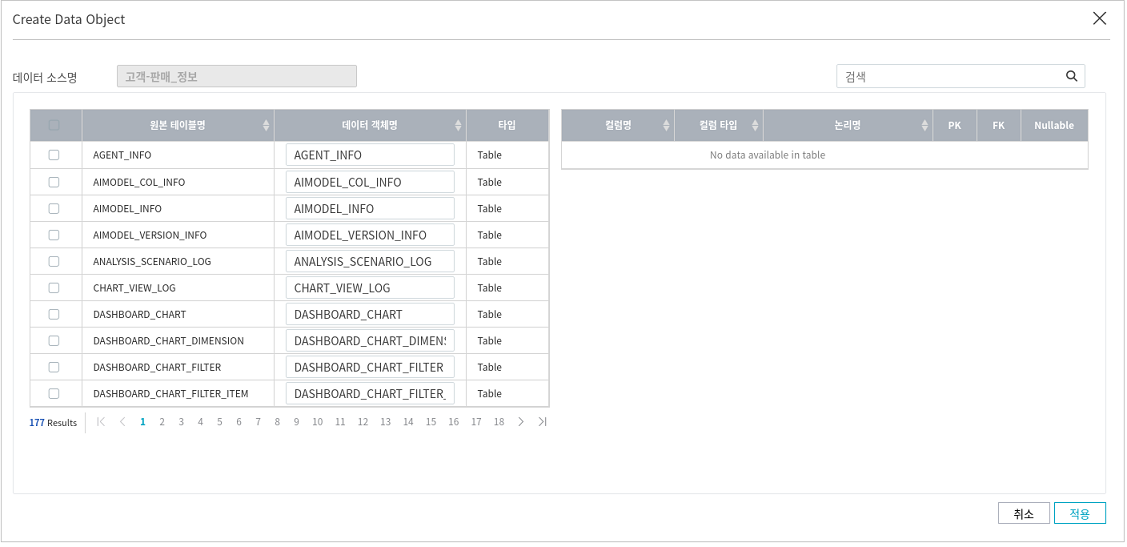 Create Data Object
데이터 소스명 고객-판매_정보 검색
원본 테이블명 데이터 객체명 타입 컬럼명 컬럼 타입 논리명 PK FK Nullable
AGENT_INFO AGENT_INFO Table No data available in table
AIMODEL_COL_INFO AIMODEL_COL_INFO Table
AIMODEL_INFO AIMODEL_INFO Table
AIMODEL_VERSION_INFO AIMODEL_VERSION_INFO Table
ANALYSIS_SCENARIO_LOG ANALYSIS_SCENARIO_LOG Table
CHART_VIEW_LOG CHART_VIEW_LOG Table
DASHBOARD_CHART DASHBOARD_CHART Table
DASHBOARD_CHART_DIMENSION DASHBOARD_CHART_DIMENS Table
DASHBOARD_CHART_FILTER DASHBOARD_CHART_FILTER Table
DASHBOARD_CHART_FILTER_ITEM DASHBOARD_CHART_FILTER_ Table
177 Results 1 2 3 4 5 6 7 8 9 10 11 12 13 14 15 16 17 18
취소 적용